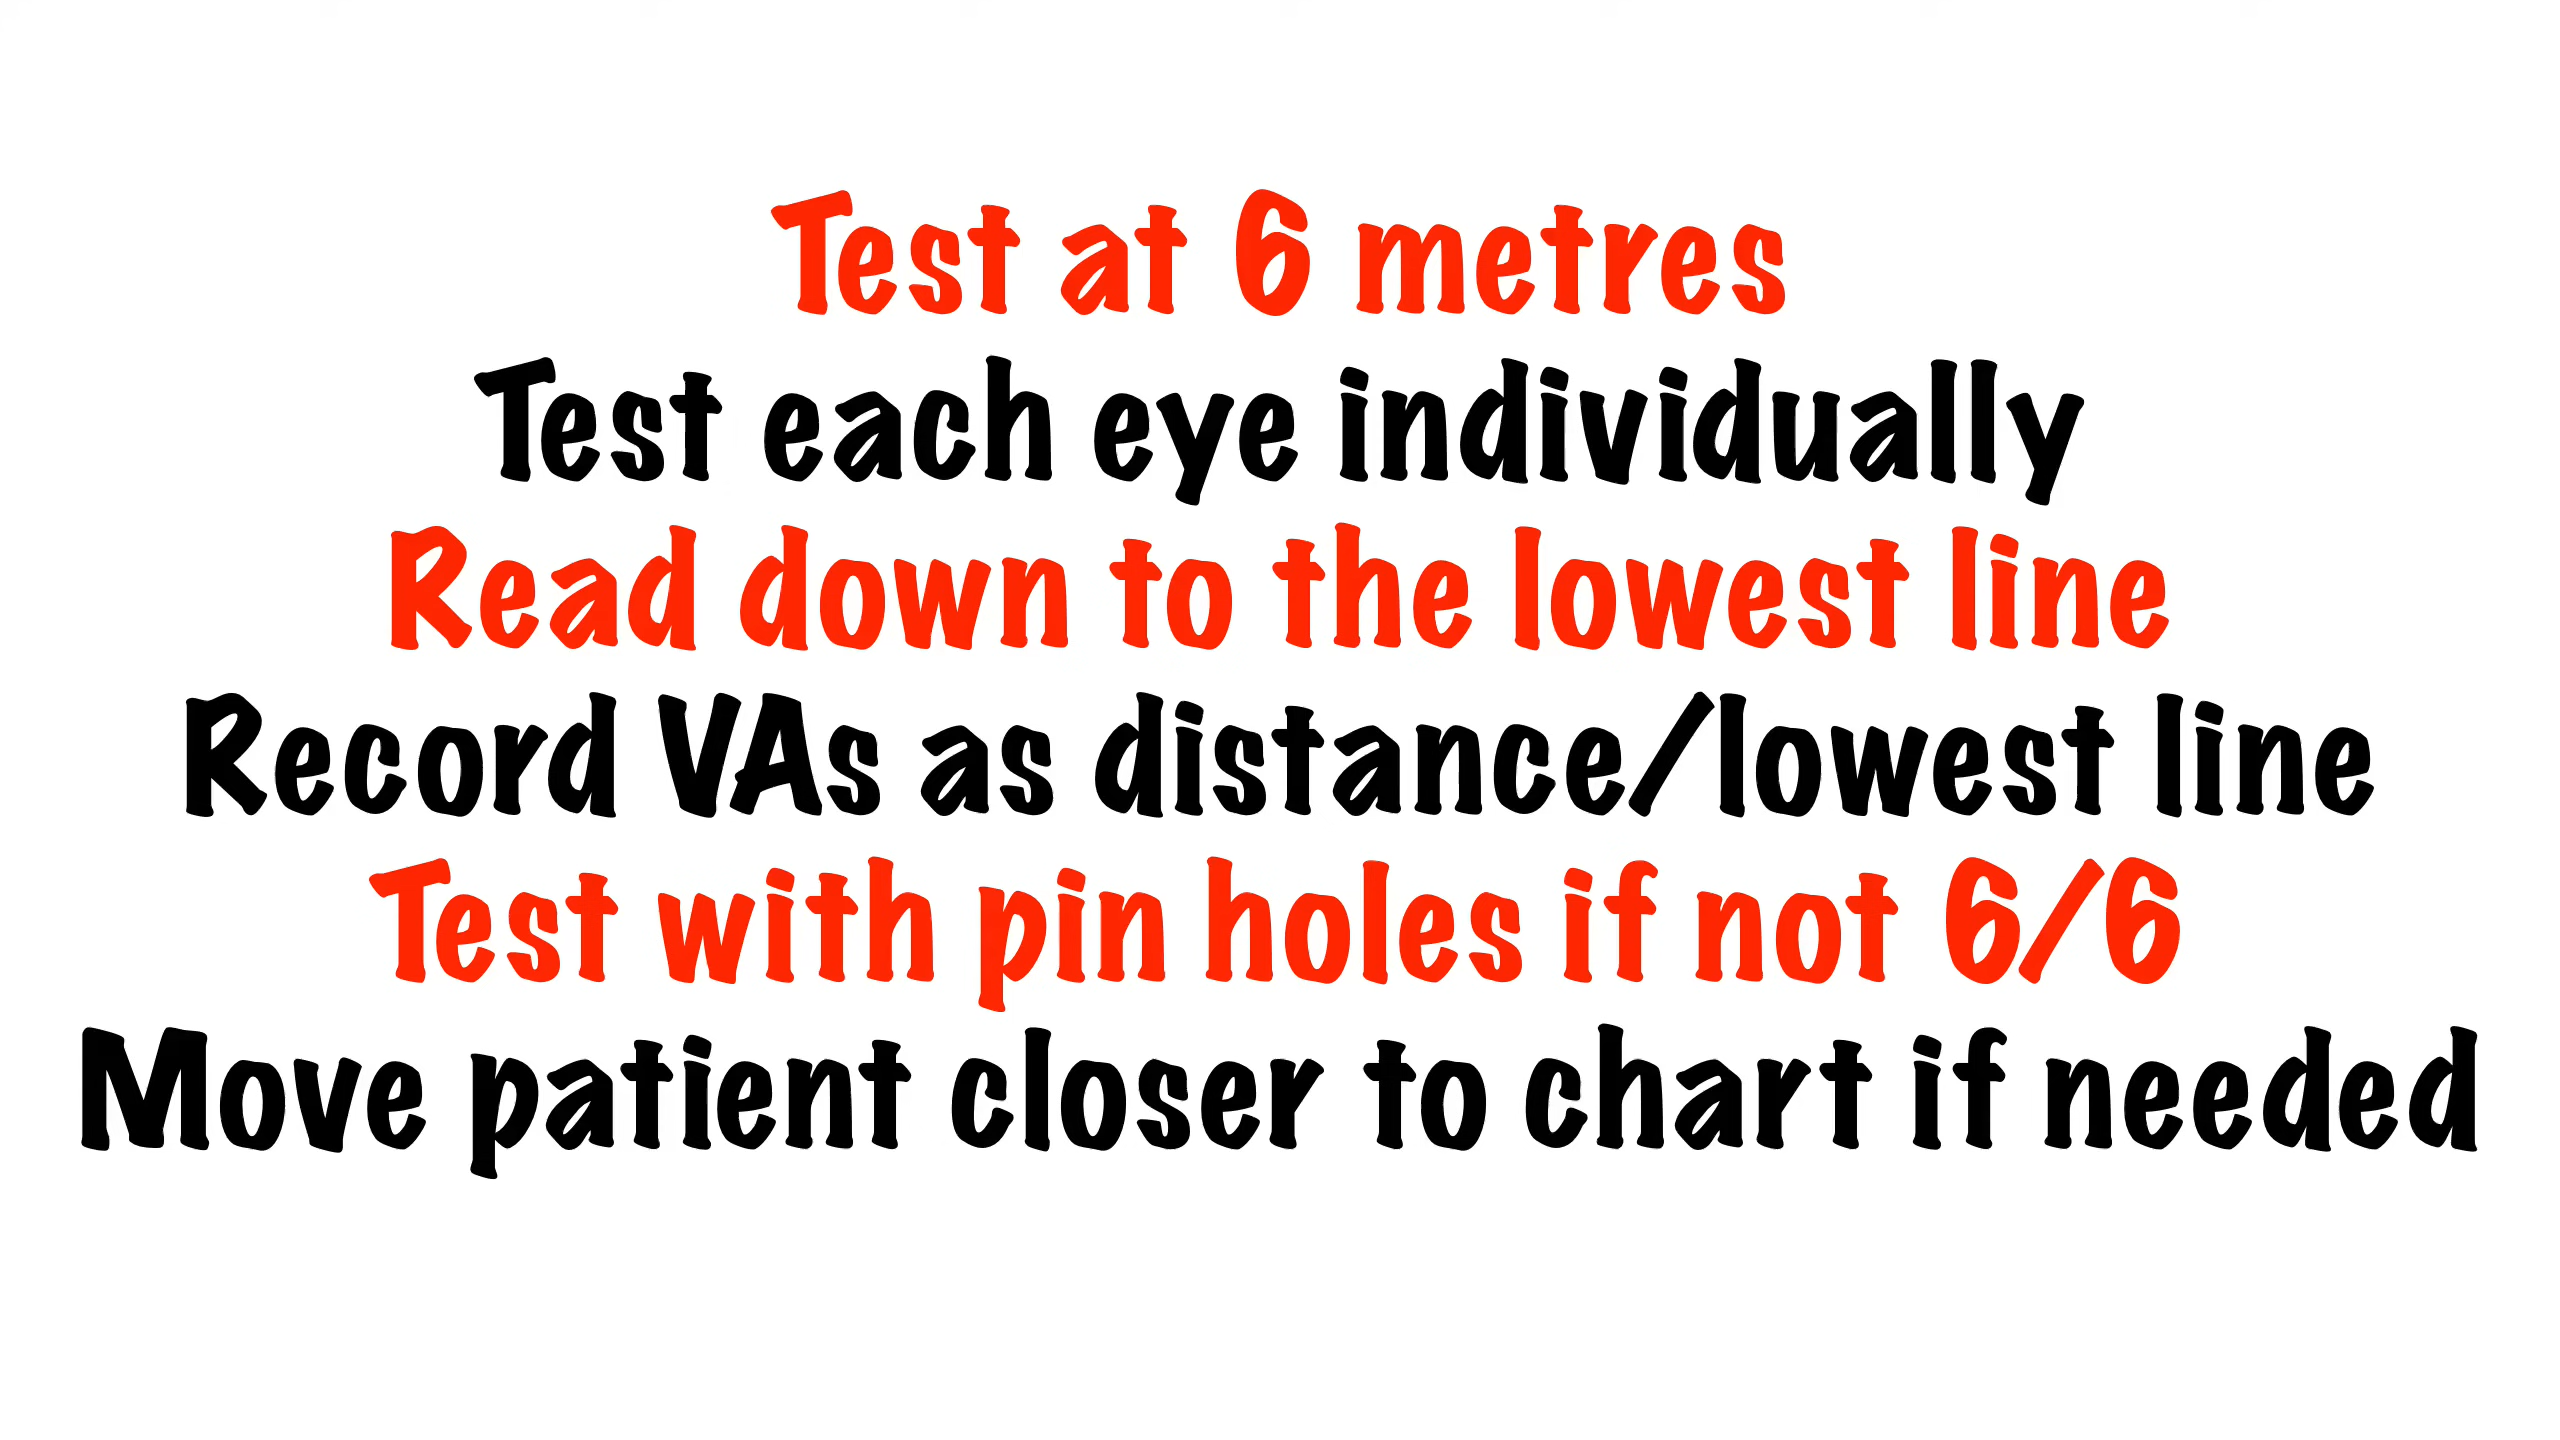 Test at 6 metres
Test each eye individually
Read down to the lowest line
Record VAs as distance/lowest line
Test with pin holes if not 6/6
Move patient closer to chart if needed